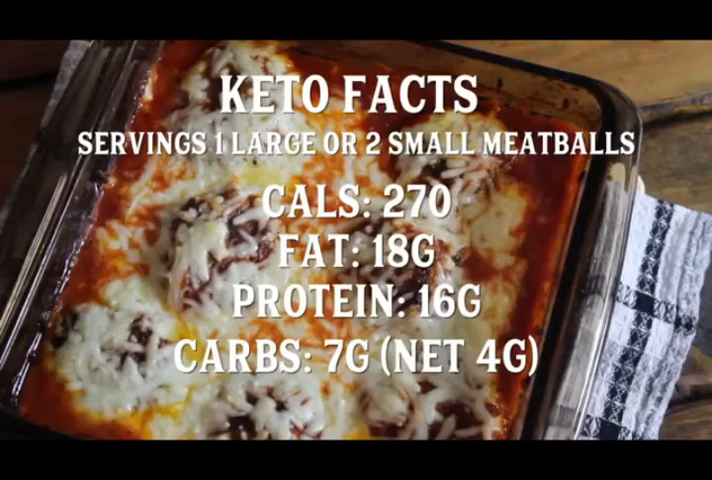 KETO FACTS
SERVINGS 1 LARGE OR 2 SMALL MEATBALLS
CALS: 270
FAT: 18G
PROTEIN: 16G
CARBS: 7G (NET 4G)